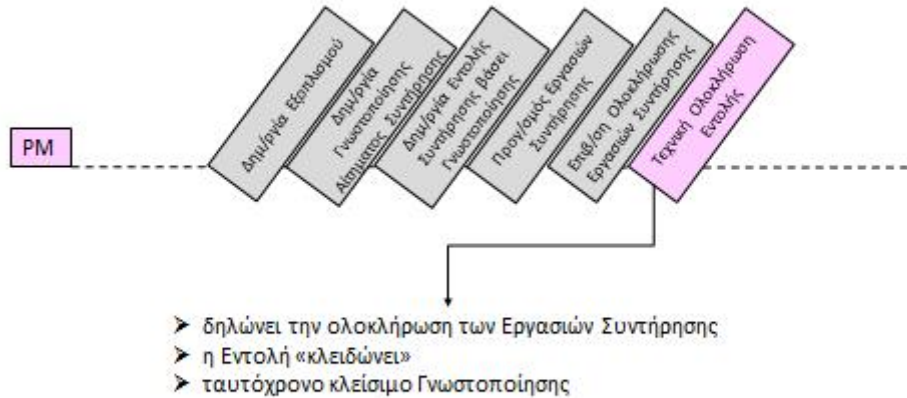 PM
Δημ/ργία Εξοπλισμού
Δημ/ργία
Γνωστοποίησης
Αιτήματος Συντήρησης
Δημ/ργία Εντολής
Συντήρησης βάσει
Γνωστοποίησης
Προγ/σμός Εργασιών
Συντήρησης
Επιβ/ση Ολοκλήρωσης
Εργασιών Συντήρησης
Τεχνική Ολοκλήρωση
Εντολής
➢ δηλώνει την ολοκλήρωση των Εργασιών Συντήρησης
➢ η Εντολή «κλειδώνει»
➢ ταυτόχρονο κλείσιμο Γνωστοποίησης